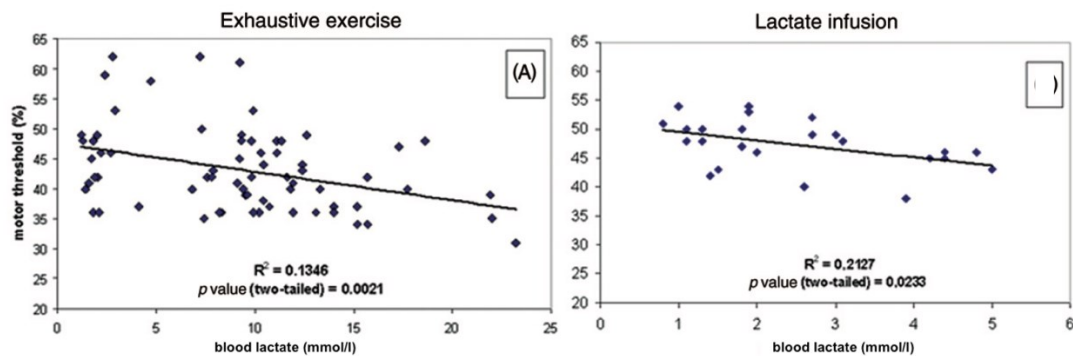 Exhaustive exercise
(A)
motor threshold (%)
65
60
55
50
45
40
35
30
25
20
R² = 0.1346
p value (two-tailed) = 0.0021
0 5 10 15 20 25
blood lactate (mmol/l)
Lactate infusion
)
65
60
55
50
45
40
35
30
25
20
R² = 0,2127
p value (two-tailed) = 0,0233
0 1 2 3 4 5 6
blood lactate (mmol/l)